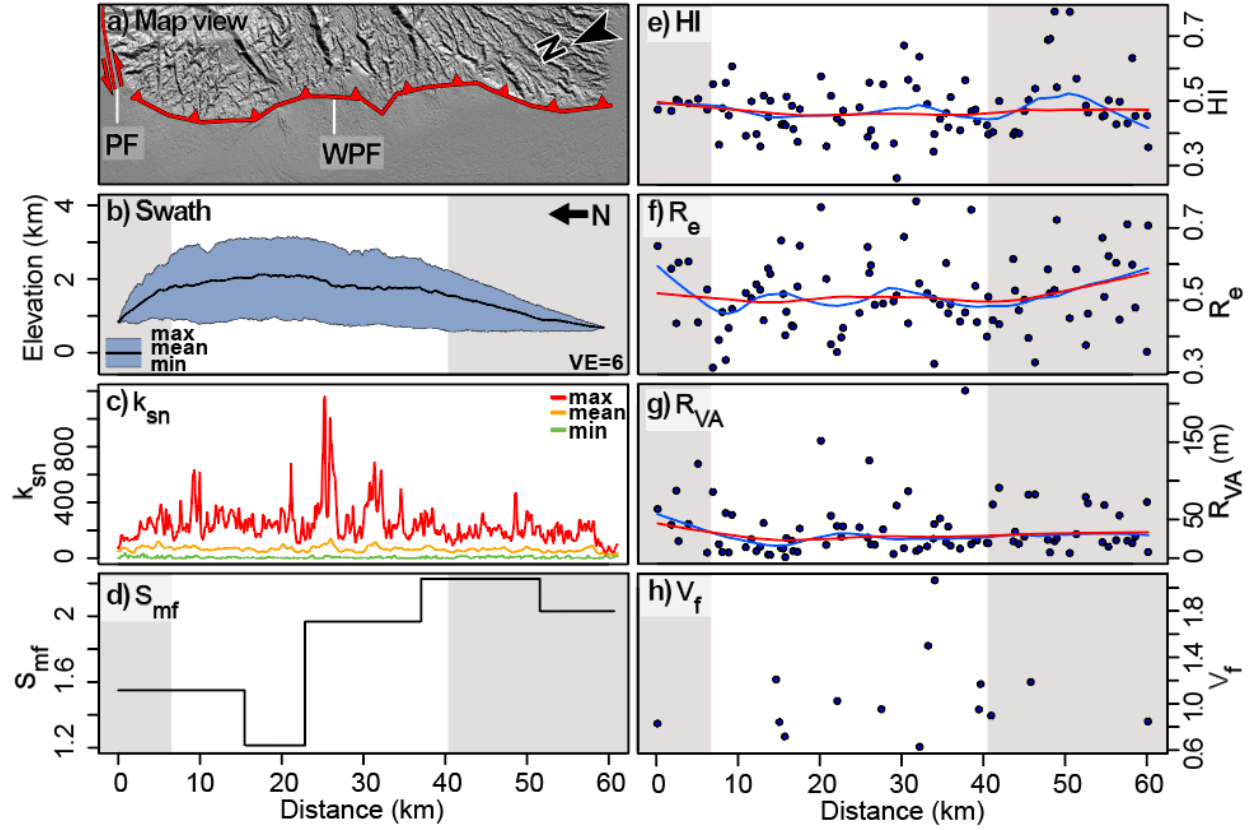 a) Map view
N
PF
WPF
b) Swath
N
Elevation (km)
4
2
0
max
mean
min
VE=6
c) ksn
max
mean
min
ksn
800
400
0
d) Smf
Smf
2
1.6
1.2
0 10 20 30 40 50 60
Distance (km)
e) HI
HI
0.7
0.5
0.3
f) Re
Re
0.7
0.5
0.3
g) RVA
RVA (m)
150
50
0
h) Vf
Vf
1.8
1.4
1.0
0.6
0 10 20 30 40 50 60
Distance (km)